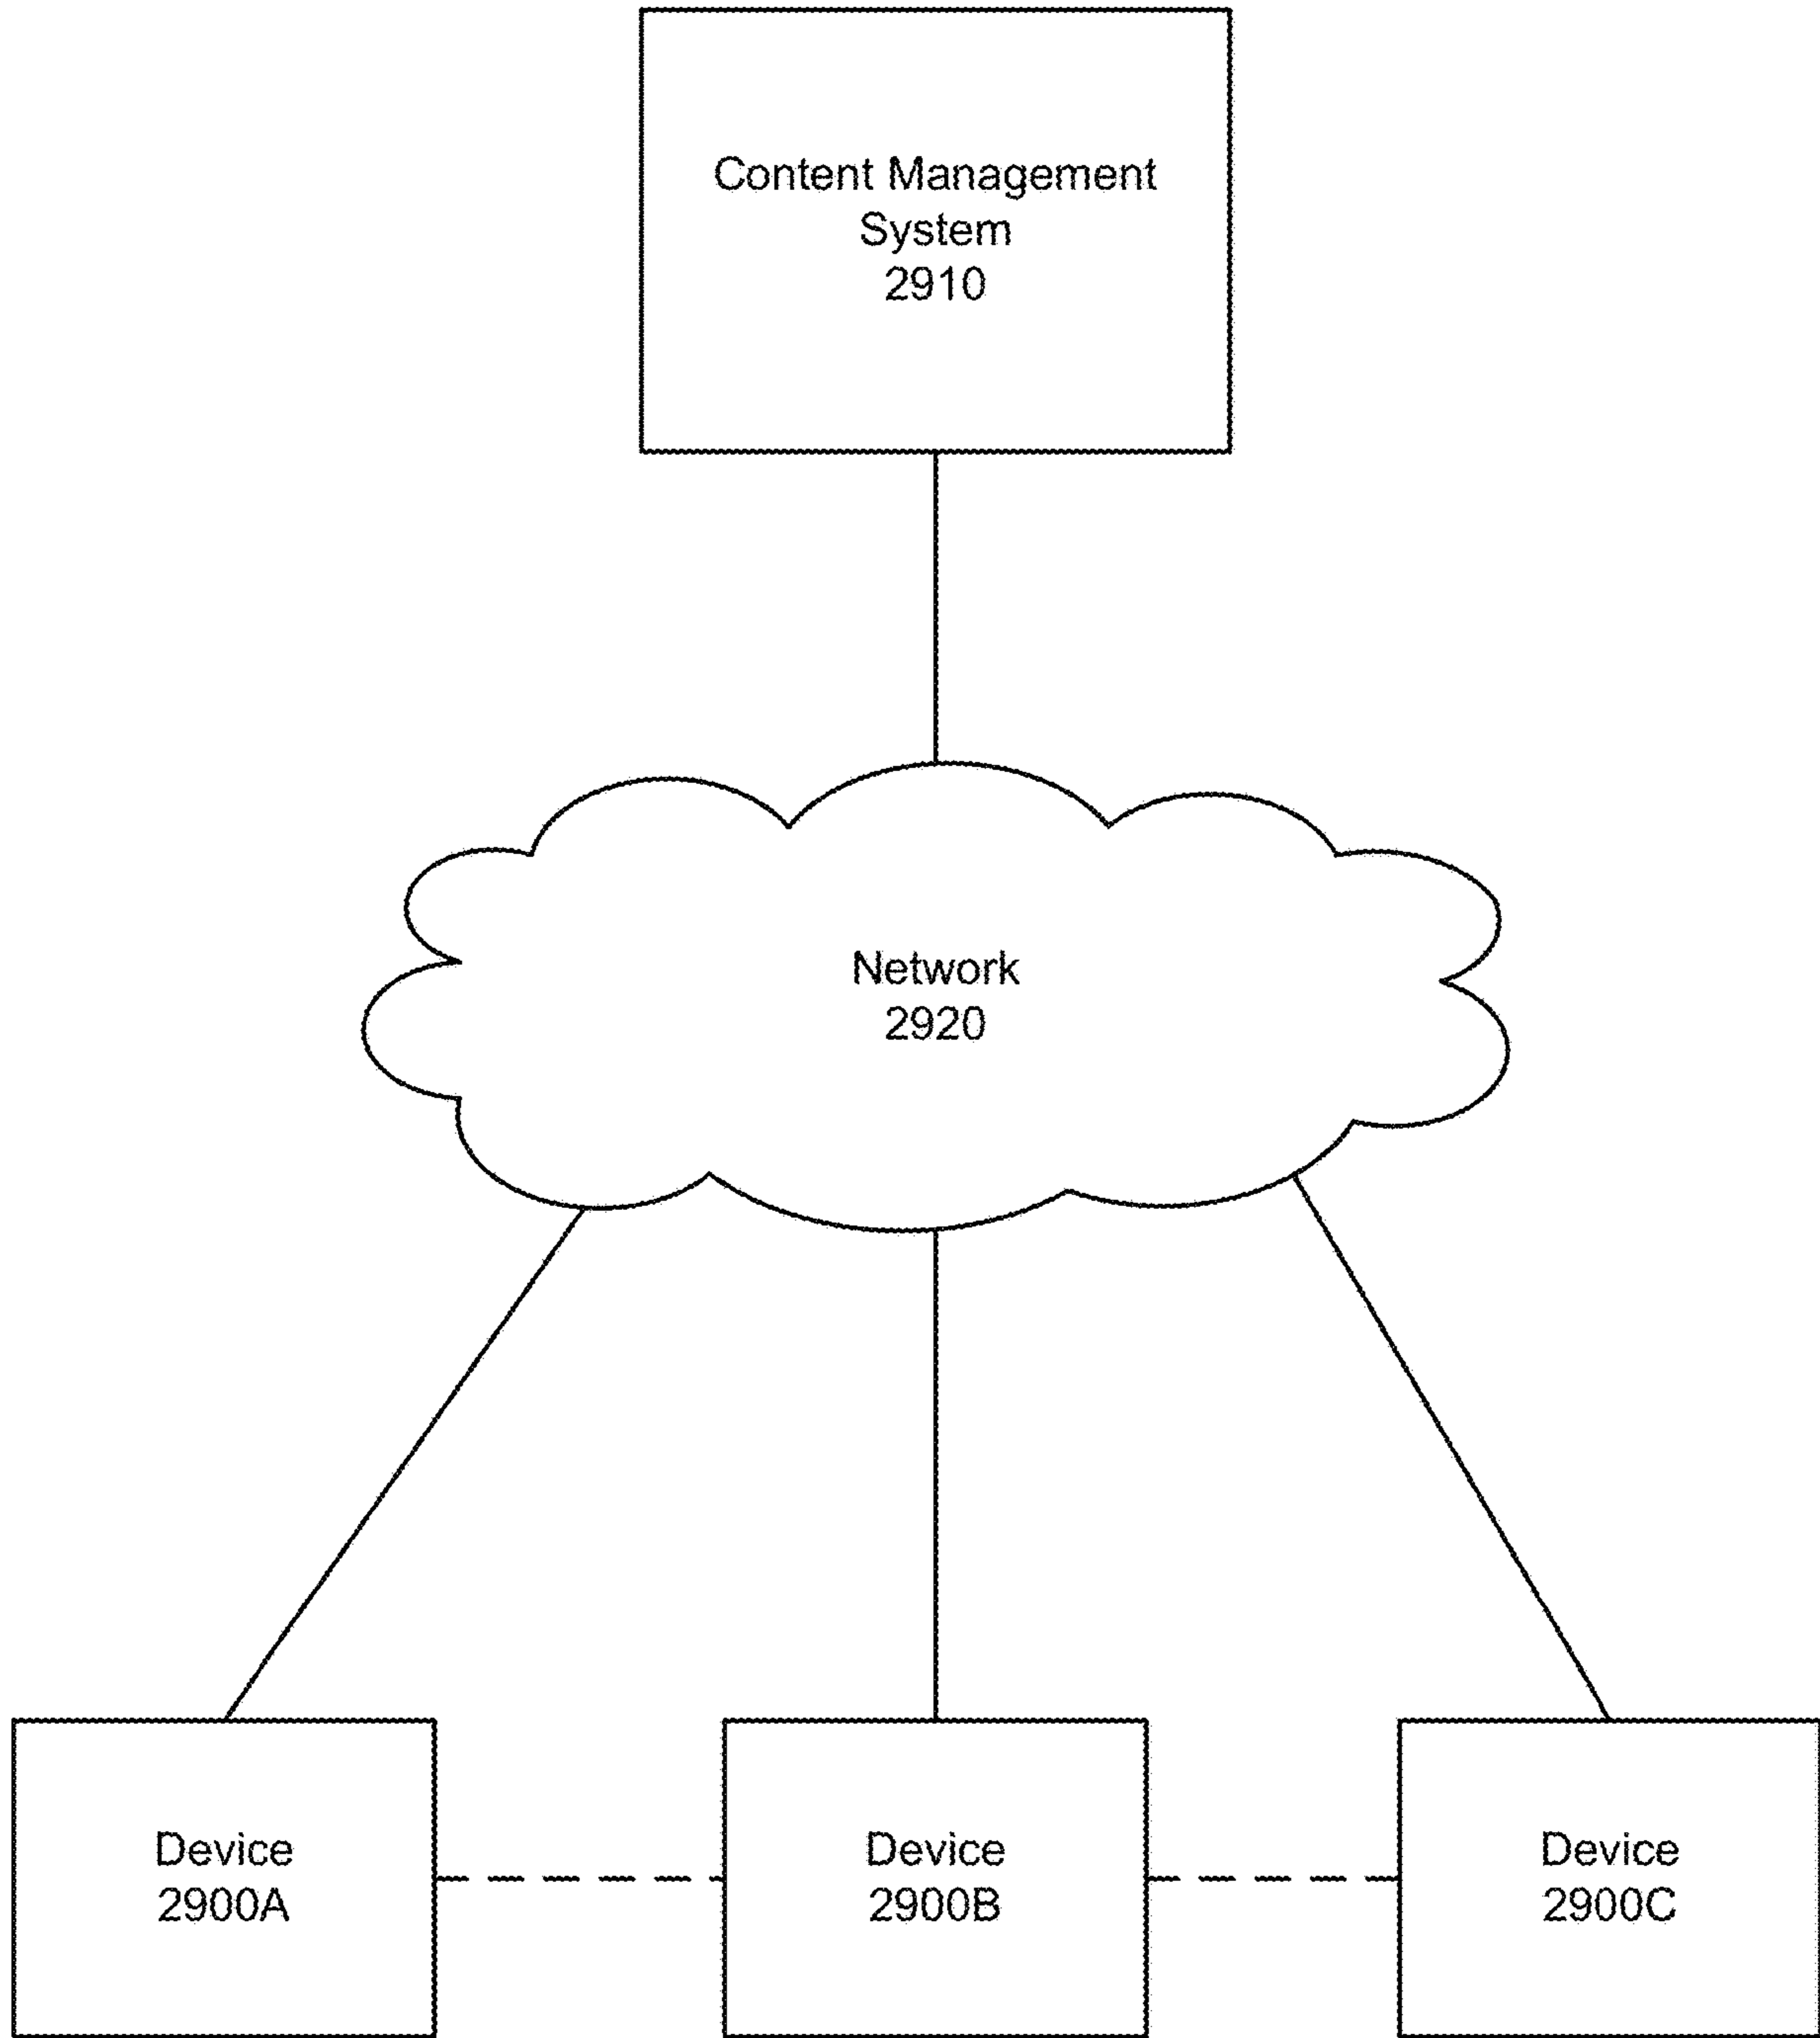 Content Management
System
2910
Network
2920
Device
2900A
Device
2900B
Device
2900C